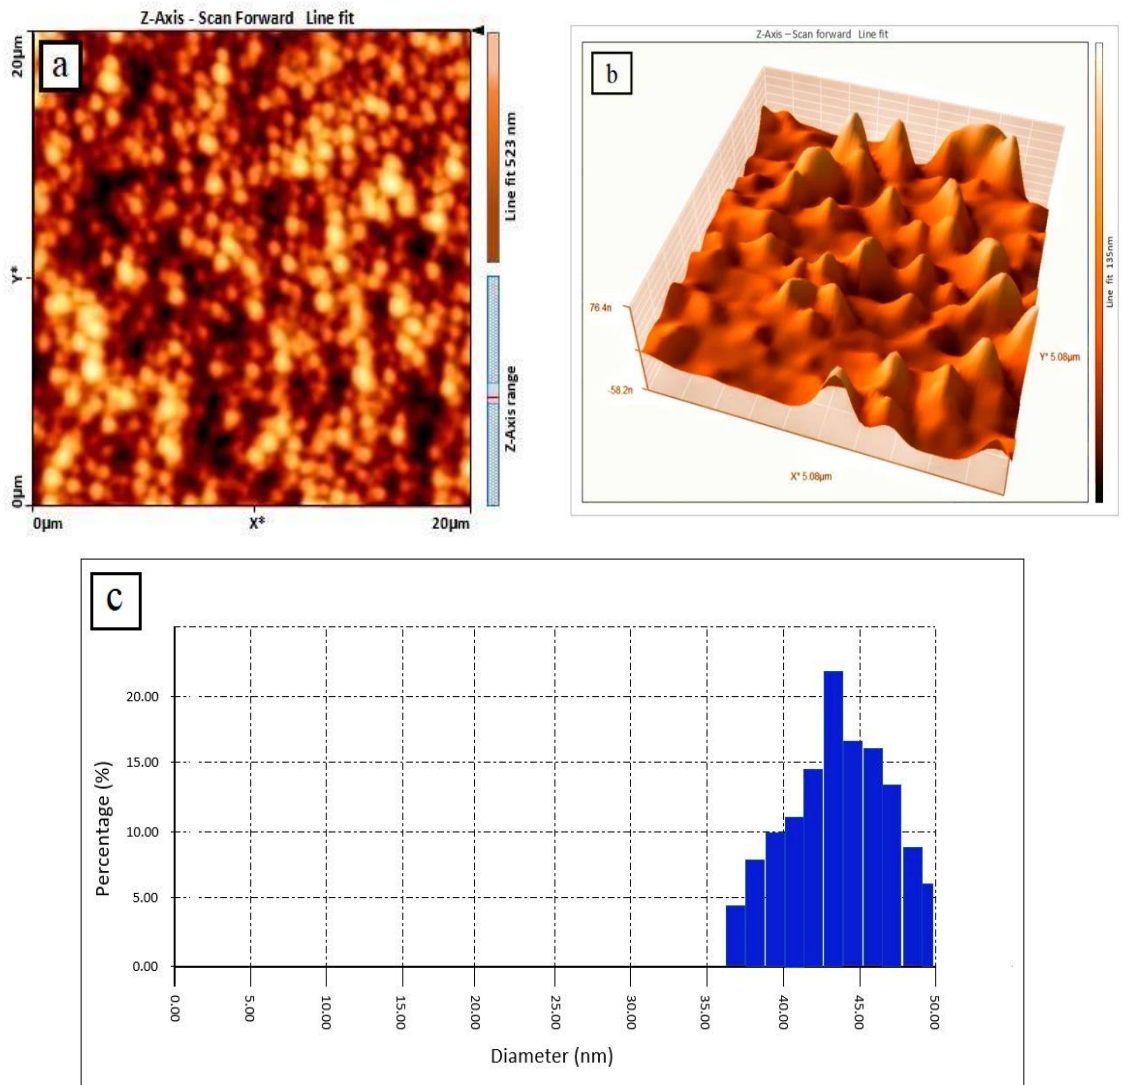 Z-Axis - Scan Forward Line fit
a
20µm
Y*
0µm
0µm
X*
20µm
Line fit 523 nm
Z-Axis range
Z-Axis – Scan forward Line fit
b
76.4n
-58.2n
X* 5.08µm
Y* 5.08µm
Line fit 135nm
c
Percentage (%)
20.00
15.00
10.00
5.00
0.00
0.00
5.00
10.00
15.00
20.00
25.00
30.00
35.00
40.00
45.00
50.00
Diameter (nm)